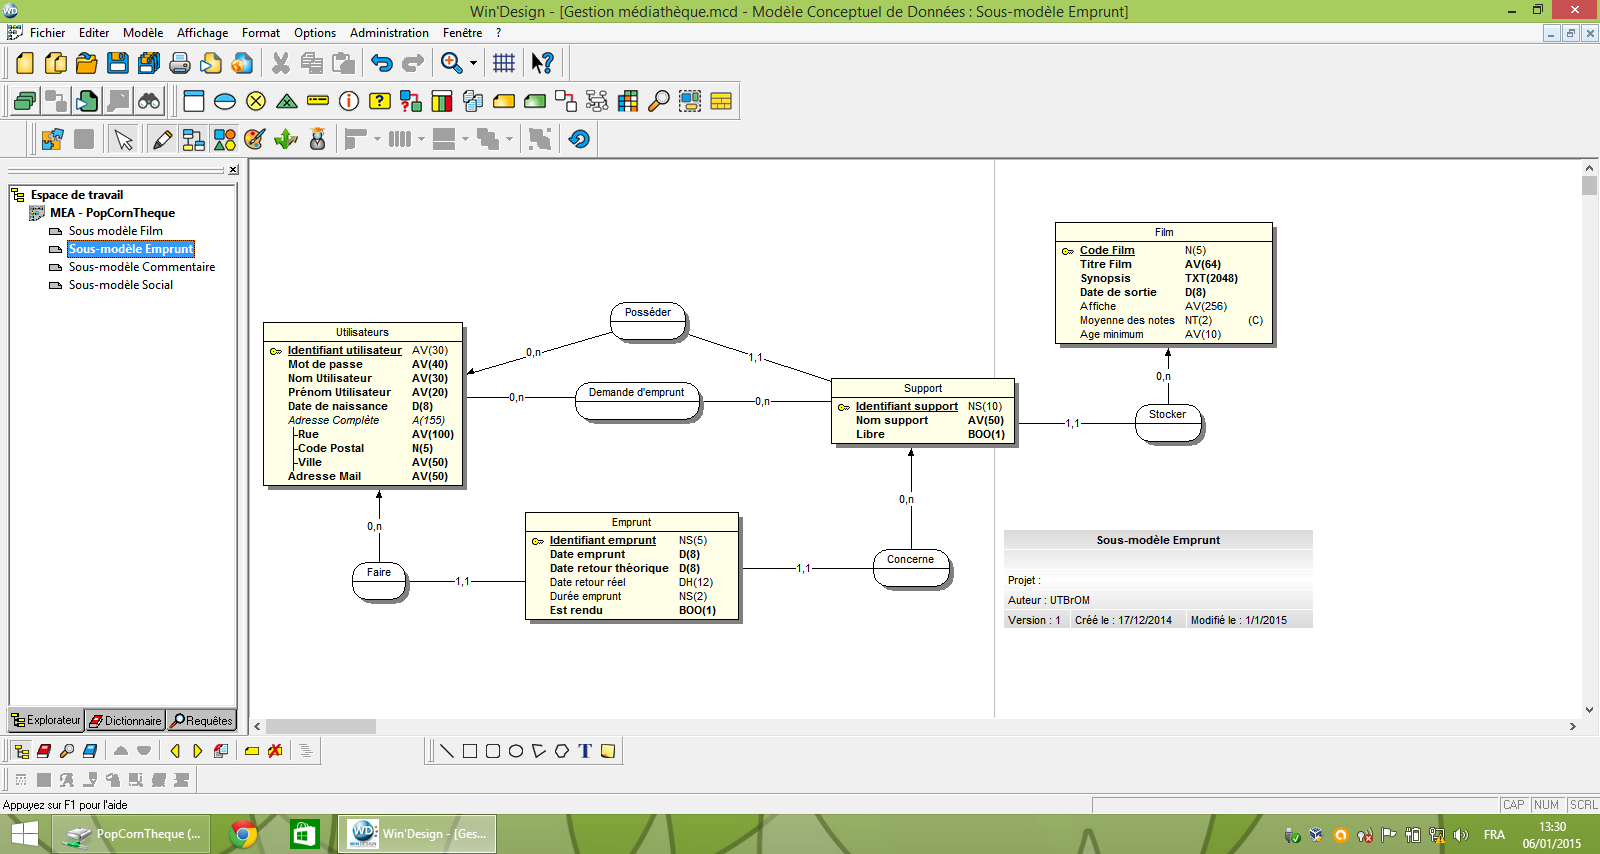 Win'Design - [Gestion médiathèque.mcd - Modèle Conceptuel de Données : Sous-modèle Emprunt]
Fichier Editer Modèle Affichage Format Options Administration Fenêtre ?
Espace de travail
MEA - PopCornTheque
Sous modèle Film
Sous-modèle Emprunt
Sous-modèle Commentaire
Sous-modèle Social
Explorateur Dictionnaire Requêtes
Film
Code Film N(5)
Titre Film AV(64)
Synopsis TXT(2048)
Date de sortie D(8)
Affiche AV(256)
Moyenne des notes NT(2) (C)
Age minimum AV(10)
Posséder
0,n
1,1
Utilisateurs
Identifiant utilisateur AV(30)
Mot de passe AV(40)
Nom Utilisateur AV(30)
Prénom Utilisateur AV(20)
Date de naissance D(8)
Adresse Complète A(155)
Rue AV(100)
Code Postal N(5)
Ville AV(50)
Adresse Mail AV(50)
0,n
Demande d'emprunt
0,n
Support
Identifiant support NS(10)
Nom support AV(50)
Libre BOO(1)
0,n
1,1
Stocker
0,n
0,n
Faire
1,1
Emprunt
Identifiant emprunt NS(5)
Date emprunt D(8)
Date retour théorique D(8)
Date retour réel DH(12)
Durée emprunt NS(2)
Est rendu BOO(1)
1,1
Concerne
Sous-modèle Emprunt
Projet :
Auteur : UTBrOM
Version : 1 Créé le : 17/12/2014 Modifié le : 1/1/2015
Appuyez sur F1 pour l'aide
CAP NUM SCRL
PopCornTheque (...
Win'Design - [Ges...
FRA
13:30
06/01/2015